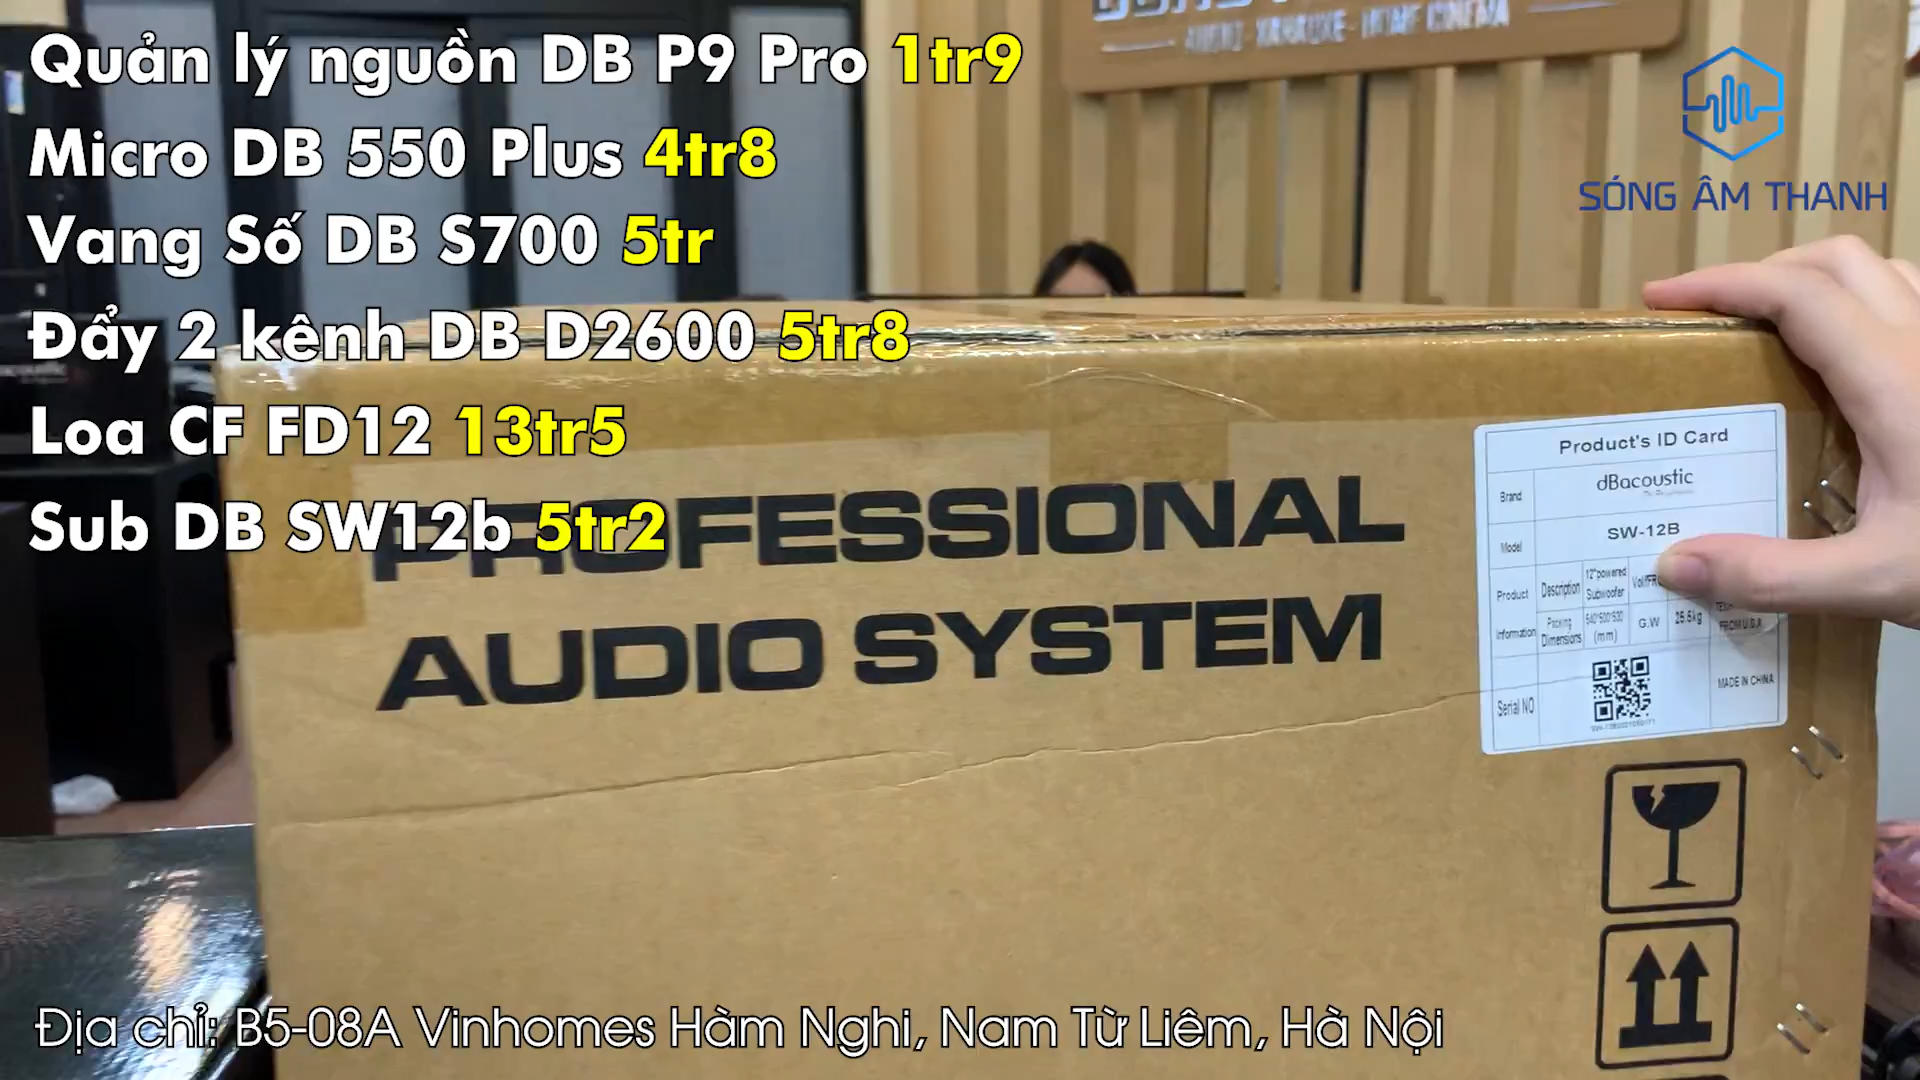 Quản lý nguồn DB P9 Pro 1tr9
Micro DB 550 Plus 4tr8
Vang Số DB S700 5tr
Đẩy 2 kênh DB D2600 5tr8
Loa CF FD12 13tr5
Sub DB SW12b 5tr2
SÓNG ÂM THANH
PROFESSIONAL
AUDIO SYSTEM
Product's ID Card
Brand
dBacoustic
Model
SW-12B
Product
Information
Description
12"powered
Subwoofer
Packing
Dimensions
540*500*520
(mm)
G.W
25.5kg
FROM U.S.A
Serial NO
MADE IN CHINA
Địa chỉ: B5-08A Vinhomes Hàm Nghi, Nam Từ Liêm, Hà Nội